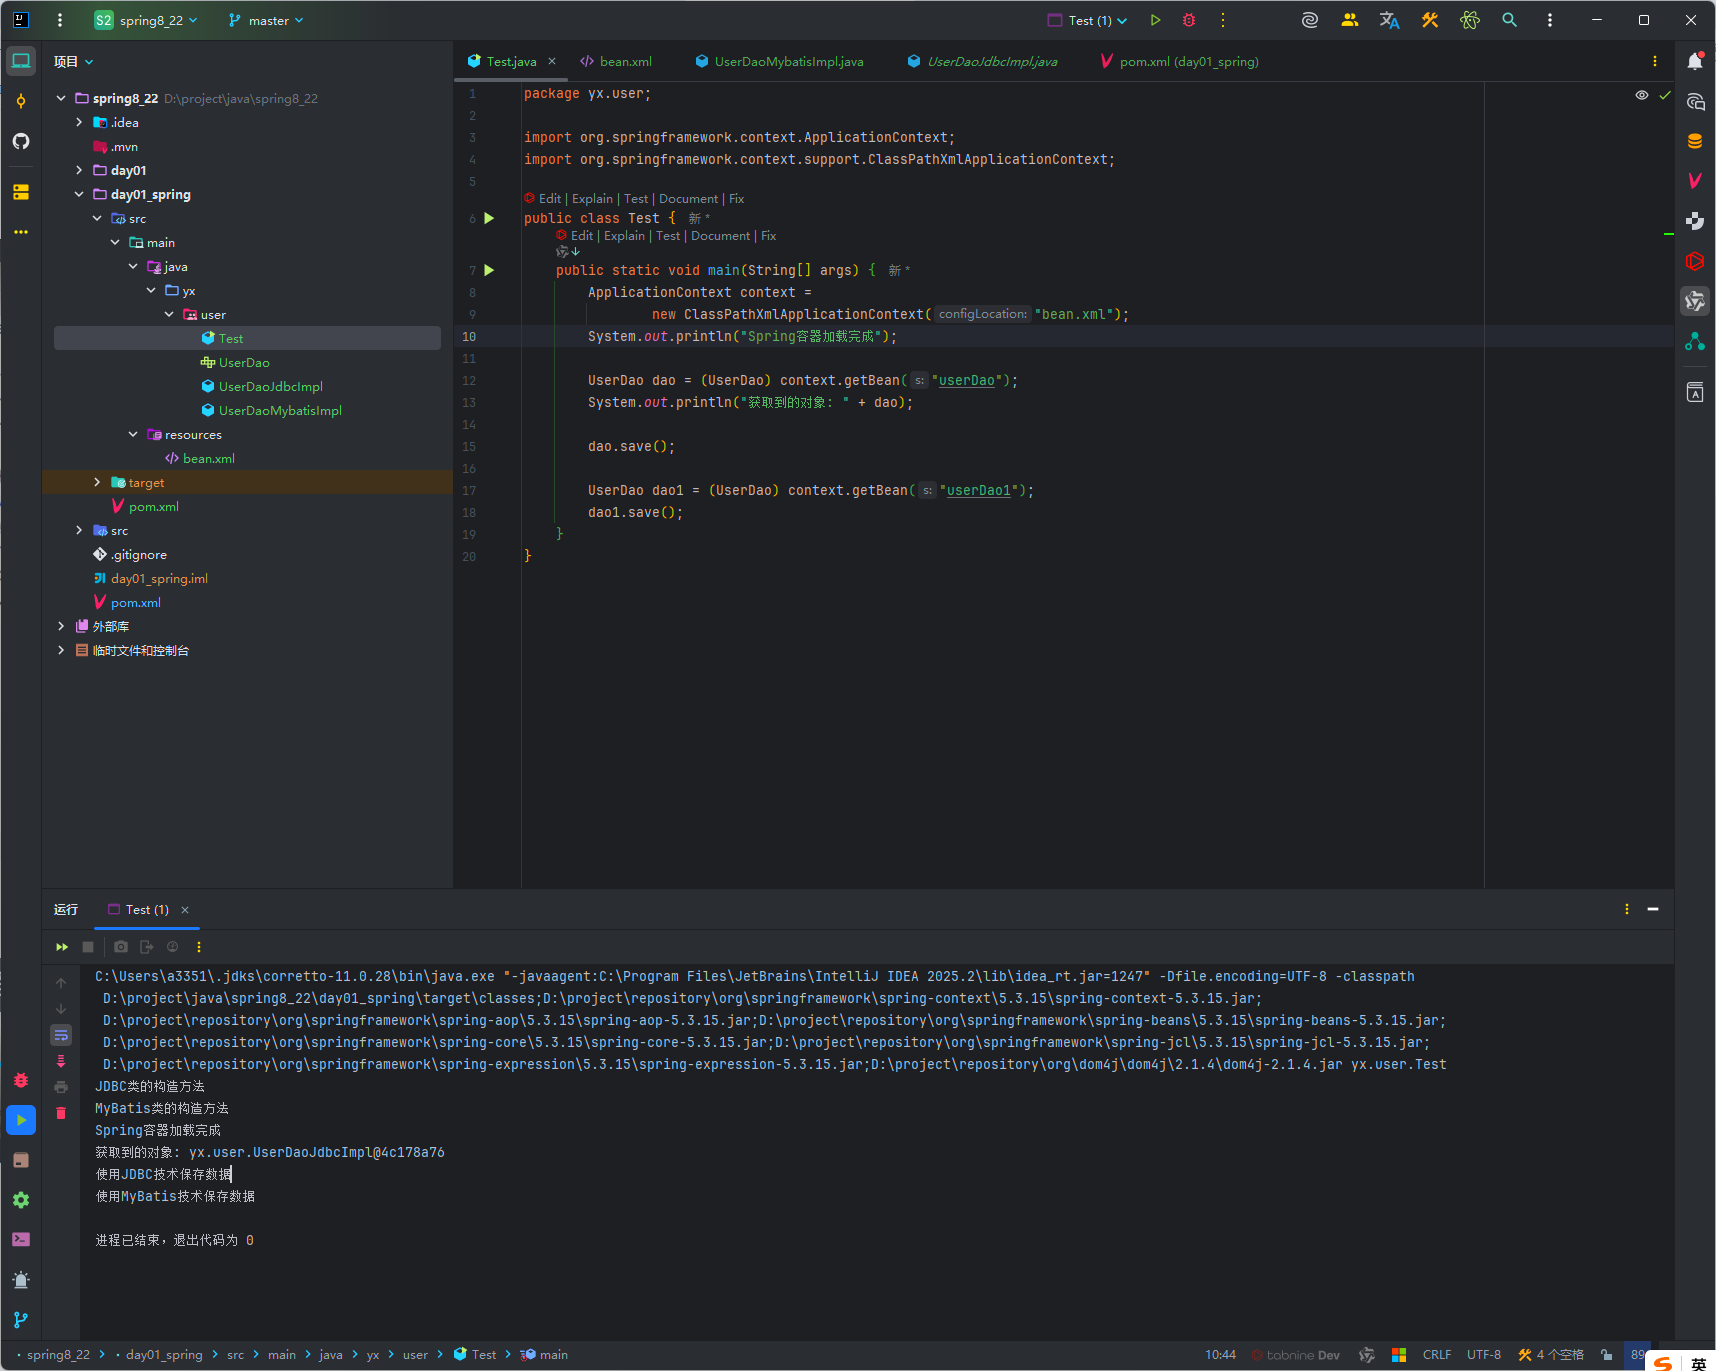 S2 spring8_22 master Test (1)
项目
Test.java bean.xml UserDaoMybatisImpl.java UserDaoJdbcImpl.java pom.xml (day01_spring)
spring8_22 D:\project\java\spring8_22
.idea
.mvn
day01
day01_spring
src
main
java
yx
user
Test
UserDao
UserDaoJdbcImpl
UserDaoMybatisImpl
resources
bean.xml
target
pom.xml
src
.gitignore
day01_spring.iml
pom.xml
外部库
临时文件和控制台
1 package yx.user;
2
3 import org.springframework.context.ApplicationContext;
4 import org.springframework.context.support.ClassPathXmlApplicationContext;
5
Edit | Explain | Test | Document | Fix
6 public class Test { 新 *
Edit | Explain | Test | Document | Fix
7 public static void main(String[] args) { 新 *
8 ApplicationContext context =
9 new ClassPathXmlApplicationContext( configLocation: "bean.xml");
10 System.out.println("Spring容器加载完成");
11
12 UserDao dao = (UserDao) context.getBean( s: "userDao");
13 System.out.println("获取到的对象: " + dao);
14
15 dao.save();
16
17 UserDao dao1 = (UserDao) context.getBean( s: "userDao1");
18 dao1.save();
19 }
20 }
运行 Test (1)
C:\Users\a3351\.jdks\corretto-11.0.28\bin\java.exe "-javaagent:C:\Program Files\JetBrains\IntelliJ IDEA 2025.2\lib\idea_rt.jar=1247" -Dfile.encoding=UTF-8 -classpath
D:\project\java\spring8_22\day01_spring\target\classes;D:\project\repository\org\springframework\spring-context\5.3.15\spring-context-5.3.15.jar;
D:\project\repository\org\springframework\spring-aop\5.3.15\spring-aop-5.3.15.jar;D:\project\repository\org\springframework\spring-beans\5.3.15\spring-beans-5.3.15.jar;
D:\project\repository\org\springframework\spring-core\5.3.15\spring-core-5.3.15.jar;D:\project\repository\org\springframework\spring-jcl\5.3.15\spring-jcl-5.3.15.jar;
D:\project\repository\org\springframework\spring-expression\5.3.15\spring-expression-5.3.15.jar;D:\project\repository\org\dom4j\dom4j\2.1.4\dom4j-2.1.4.jar yx.user.Test
JDBC类的构造方法
MyBatis类的构造方法
Spring容器加载完成
获取到的对象: yx.user.UserDaoJdbcImpl@4c178a76
使用JDBC技术保存数据
使用MyBatis技术保存数据
进程已结束，退出代码为 0
spring8_22 day01_spring src main java yx user Test main 10:44 tabnine Dev CRLF UTF-8 4 个空格 89 英